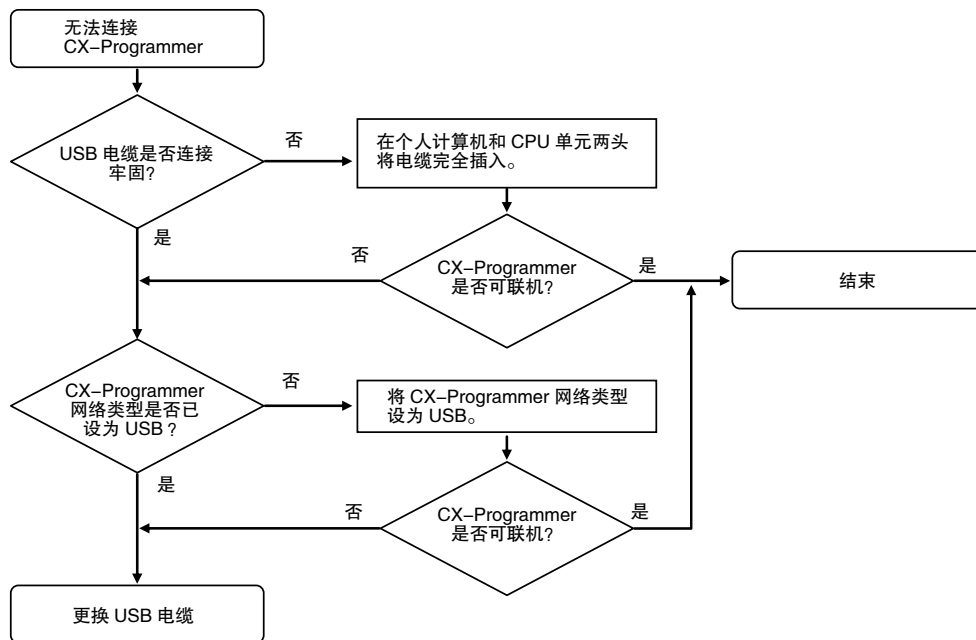 无法连接
CX–Programmer
USB 电缆是否连接
牢固?
否
在个人计算机和 CPU 单元两头
将电缆完全插入。
是
否
CX–Programmer
是否可联机?
是
结束
CX–Programmer
网络类型是否已
设为 USB ?
否
将 CX–Programmer 网络类型
设为 USB。
是
否
CX–Programmer
是否可联机?
是
更换 USB 电缆